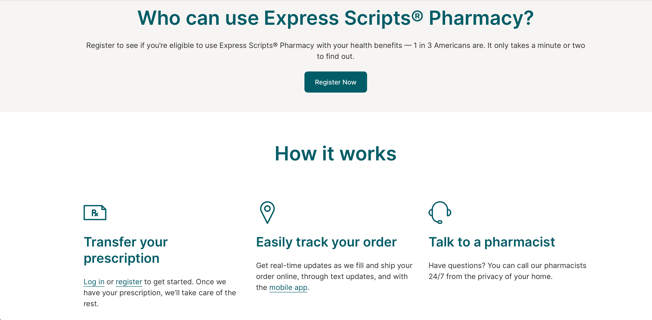 Who can use Express Scripts® Pharmacy?
Register to see if you're eligible to use Express Scripts® Pharmacy with your health benefits — 1 in 3 Americans are. It only takes a minute or two
to find out.
Register Now
How it works
Rx
Transfer your
prescription
Log in or register to get started. Once we
have your prescription, we'll take care of the
rest.
Easily track your order
Get real-time updates as we fill and ship your
order online, through text updates, and with
the mobile app.
Talk to a pharmacist
Have questions? You can call our pharmacists
24/7 from the privacy of your home.